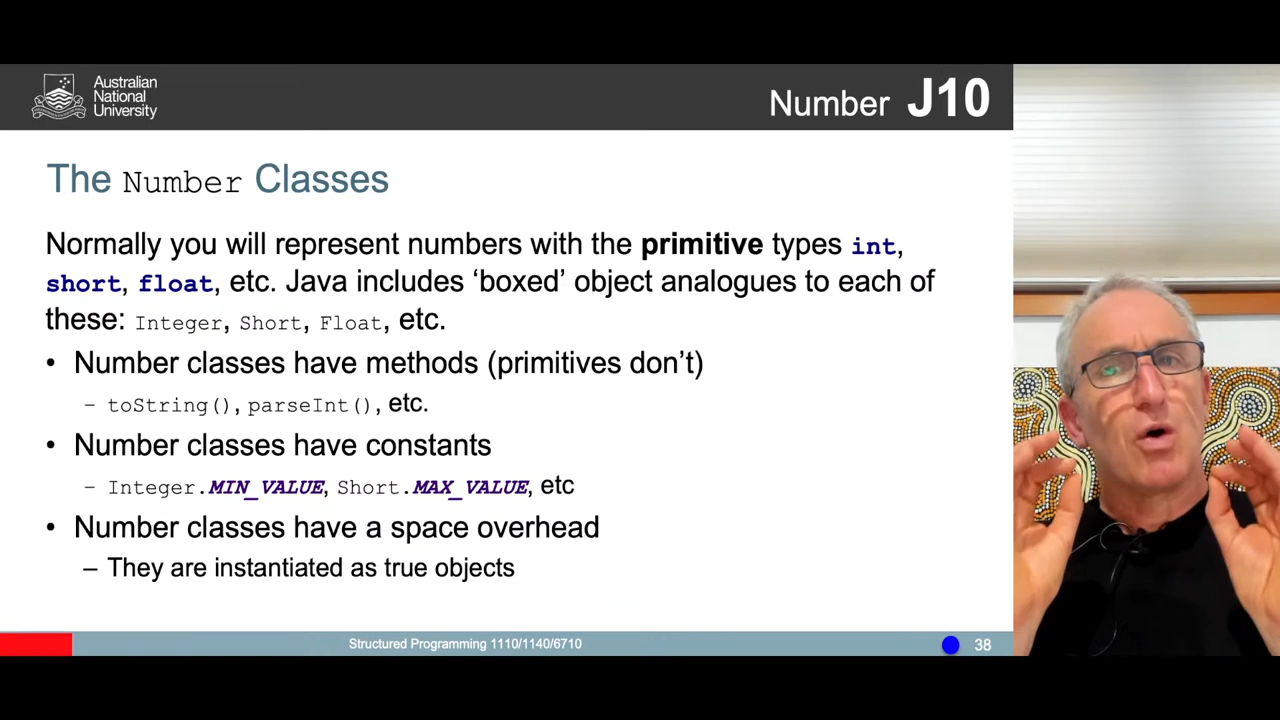 Australian
National
University
Number J10
The Number Classes
Normally you will represent numbers with the primitive types int,
short, float, etc. Java includes ‘boxed’ object analogues to each of
these: Integer, Short, Float, etc.
• Number classes have methods (primitives don’t)
– toString(), parseInt(), etc.
• Number classes have constants
– Integer.MIN_VALUE, Short.MAX_VALUE, etc
• Number classes have a space overhead
– They are instantiated as true objects
Structured Programming 1110/1140/6710
38